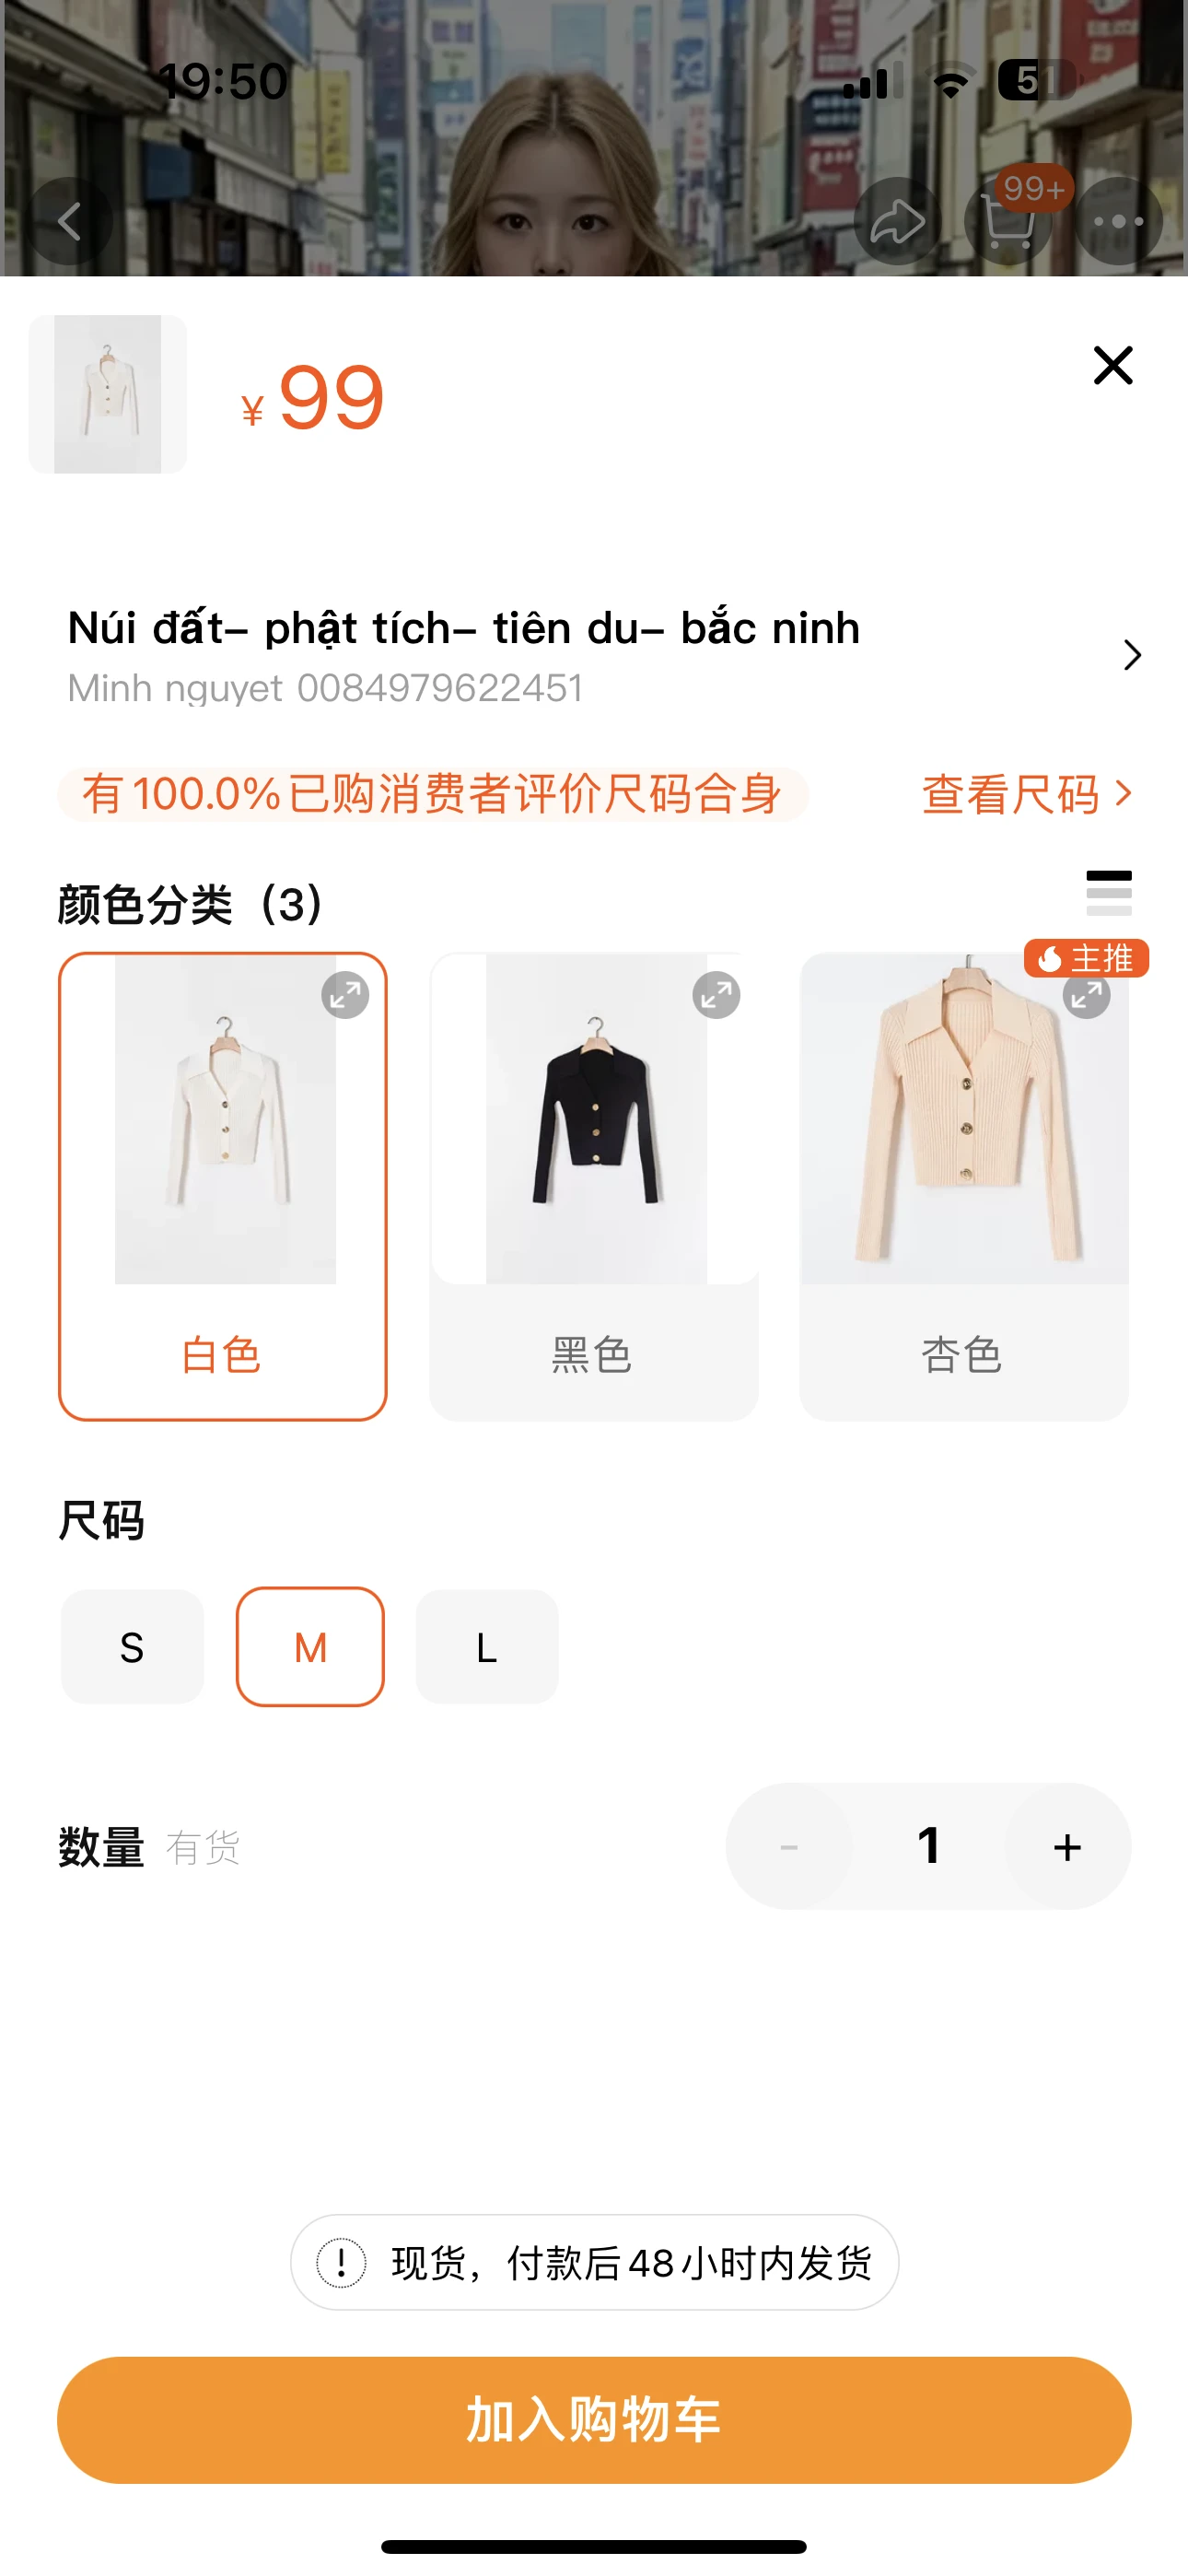 19:50
51
99+
¥ 99
Núi đất– phật tích– tiên du– bắc ninh
Minh nguyet 0084979622451
有100.0%已购消费者评价尺码合身
查看尺码
颜色分类（3）
主推
白色
黑色
杏色
尺码
S
M
L
数量 有货
- 1 +
现货，付款后48小时内发货
加入购物车